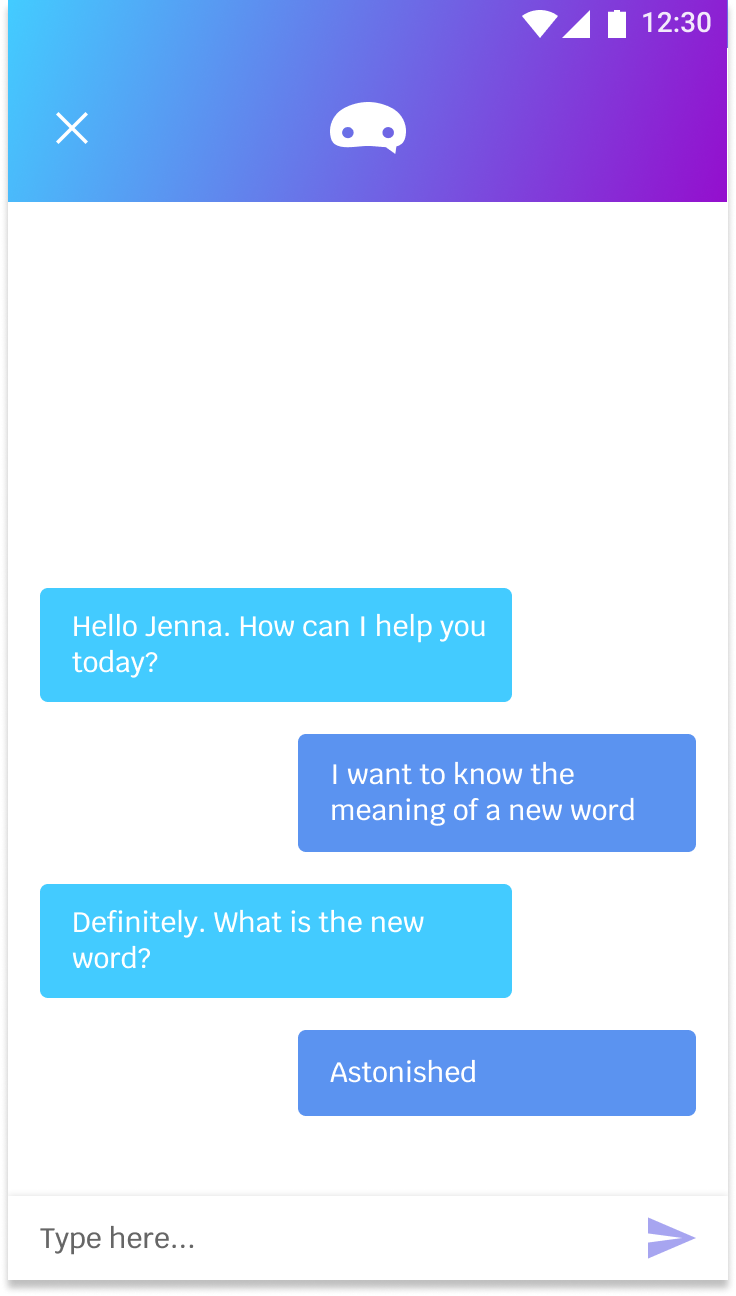 12:30
Hello Jenna. How can I help you
today?
I want to know the
meaning of a new word
Definitely. What is the new
word?
Astonished
Type here...